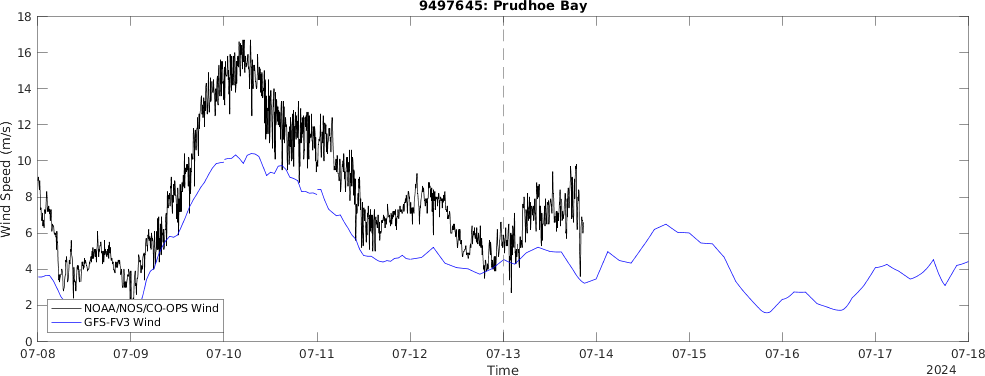 9497645: Prudhoe Bay
Wind Speed (m/s)
18
16
14
12
10
8
6
4
2
0
NOAA/NOS/CO-OPS Wind
GFS-FV3 Wind
07-08 07-09 07-10 07-11 07-12 07-13 07-14 07-15 07-16 07-17 07-18
Time
2024